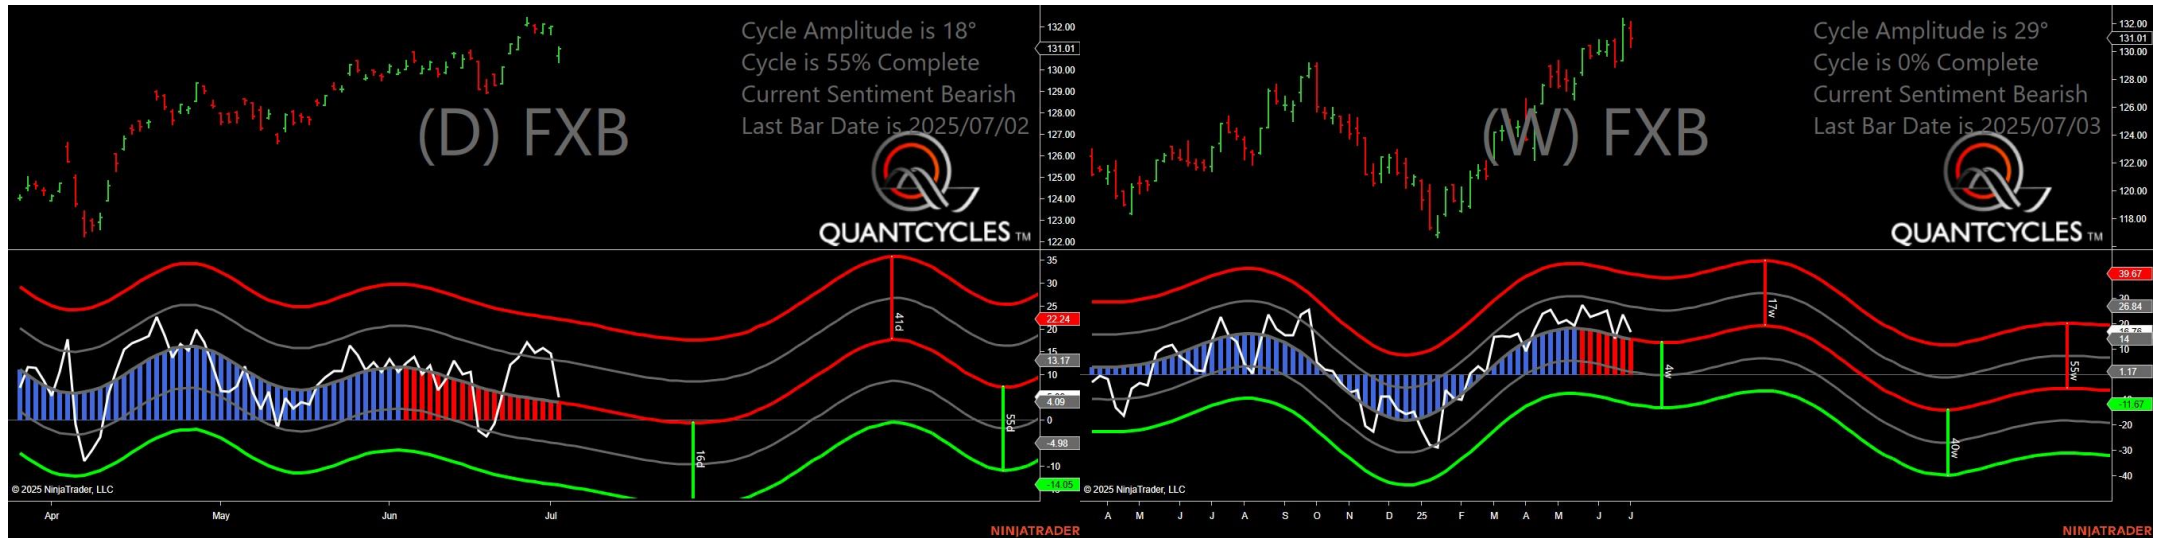 Cycle Amplitude is 18°
Cycle is 55% Complete
Current Sentiment Bearish
Last Bar Date is 2025/07/02
(D) FXB
QUANTCYCLES TM
132.00
131.01
130.00
129.00
128.00
127.00
126.00
125.00
124.00
123.00
122.00
35
30
25
22.24
20
15
13.17
10
4.09
0
-4.98
-10
-14.05
41d
16d
55d
© 2025 NinjaTrader, LLC
Apr May Jun Jul
NINJATRADER
Cycle Amplitude is 29°
Cycle is 0% Complete
Current Sentiment Bearish
Last Bar Date is 2025/07/03
(W) FXB
QUANTCYCLES TM
132.00
131.01
130.00
128.00
126.00
124.00
122.00
120.00
118.00
39.67
30
26.84
20
16.76
14
10
1.17
-11.67
-20
-30
-40
17w
4w
40w
55w
© 2025 NinjaTrader, LLC
A M J J A S O N D 25 F M A M J J
NINJATRADER